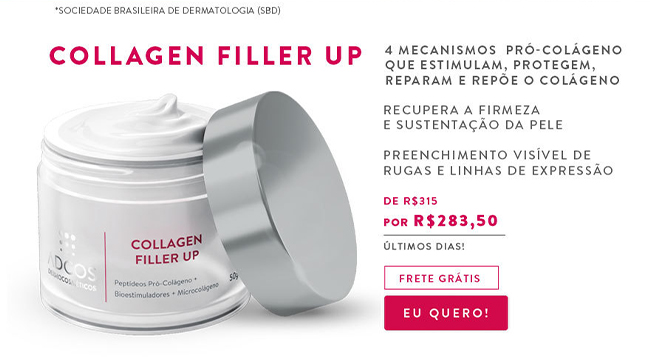 *SOCIEDADE BRASILEIRA DE DERMATOLOGIA (SBD)
COLLAGEN FILLER UP
4 MECANISMOS PRÓ-COLÁGENO
QUE ESTIMULAM, PROTEGEM,
REPARAM E REPÕE O COLÁGENO
RECUPERA A FIRMEZA
E SUSTENTAÇÃO DA PELE
PREENCHIMENTO VISÍVEL DE
RUGAS E LINHAS DE EXPRESSÃO
DE R$315
POR R$283,50
ÚLTIMOS DIAS!
FRETE GRÁTIS
EU QUERO!
ADCOS
COLLAGEN
FILLER UP
Peptídeos Pró-Colágeno +
Bioestimuladores + Microcolágeno
50g